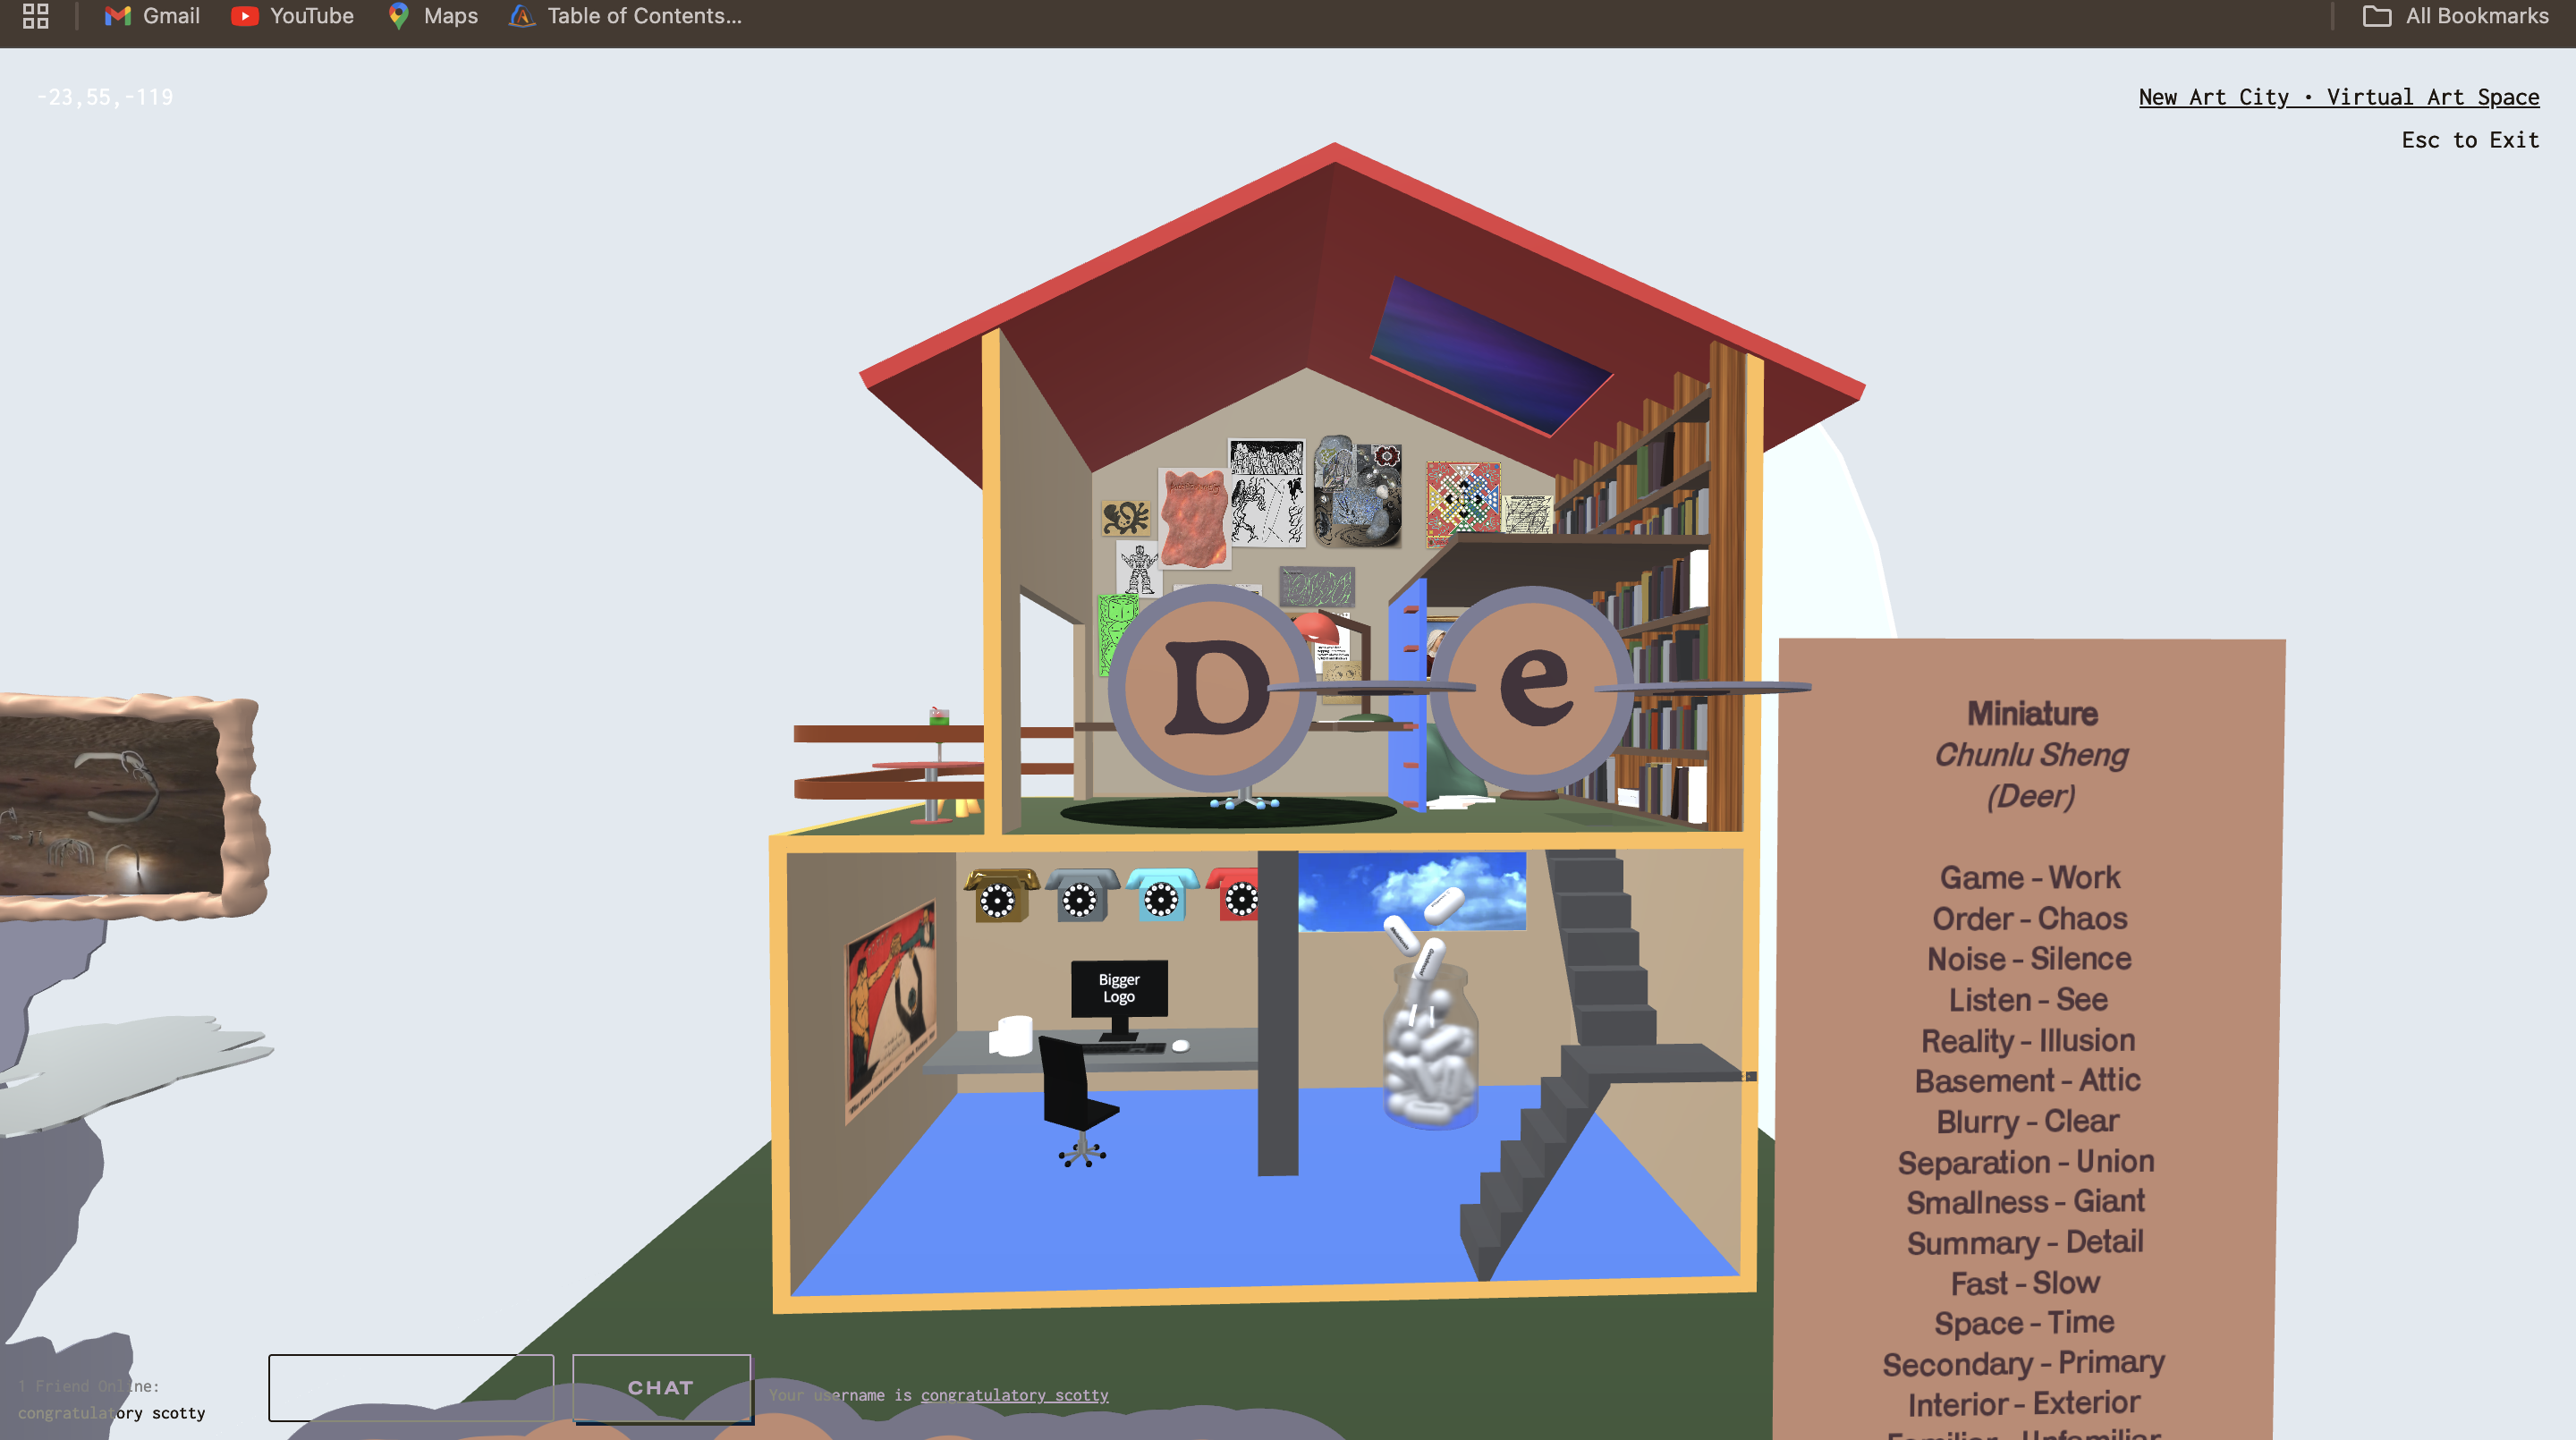 Gmail
YouTube
Maps
Table of Contents...
All Bookmarks
-23,55,-119
New Art City · Virtual Art Space
Esc to Exit
D
e
Miniature
Chunlu Sheng
(Deer)
Game - Work
Order - Chaos
Noise - Silence
Listen - See
Reality - Illusion
Basement - Attic
Blurry - Clear
Separation - Union
Smallness - Giant
Summary - Detail
Fast - Slow
Space - Time
Secondary - Primary
Interior - Exterior
Familiar - Unfamiliar
Bigger
Logo
1 Friend Online:
congratulatory scotty
CHAT
Your username is congratulatory scotty